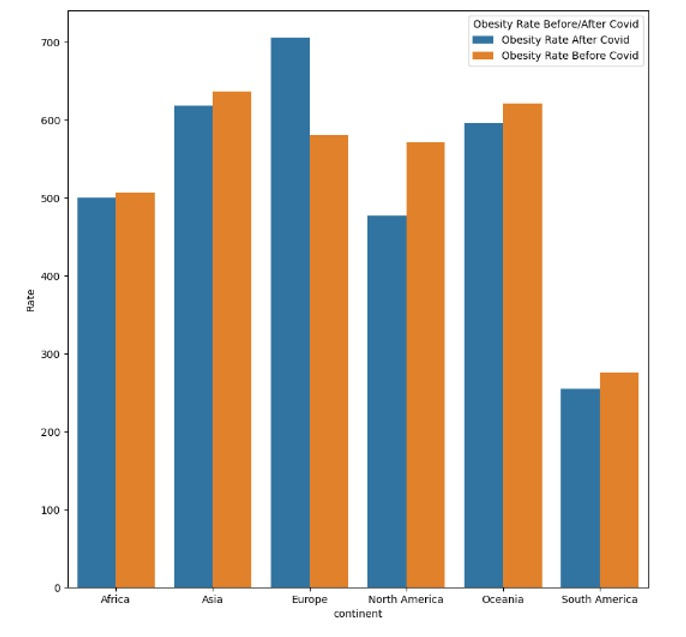 Obesity Rate Before/After Covid
Obesity Rate After Covid
Obesity Rate Before Covid
700
600
500
400
300
200
100
0
Rate
Africa
Asia
Europe
North America
Oceania
South America
continent